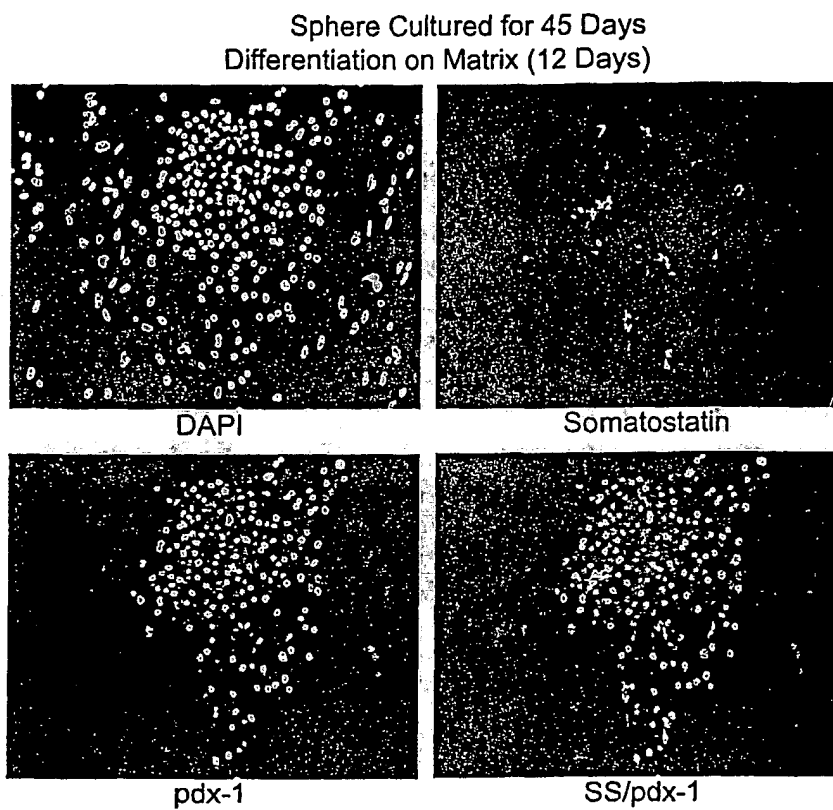 Sphere Cultured for 45 Days
Differentiation on Matrix (12 Days)
DAPI
Somatostatin
pdx-1
SS/pdx-1